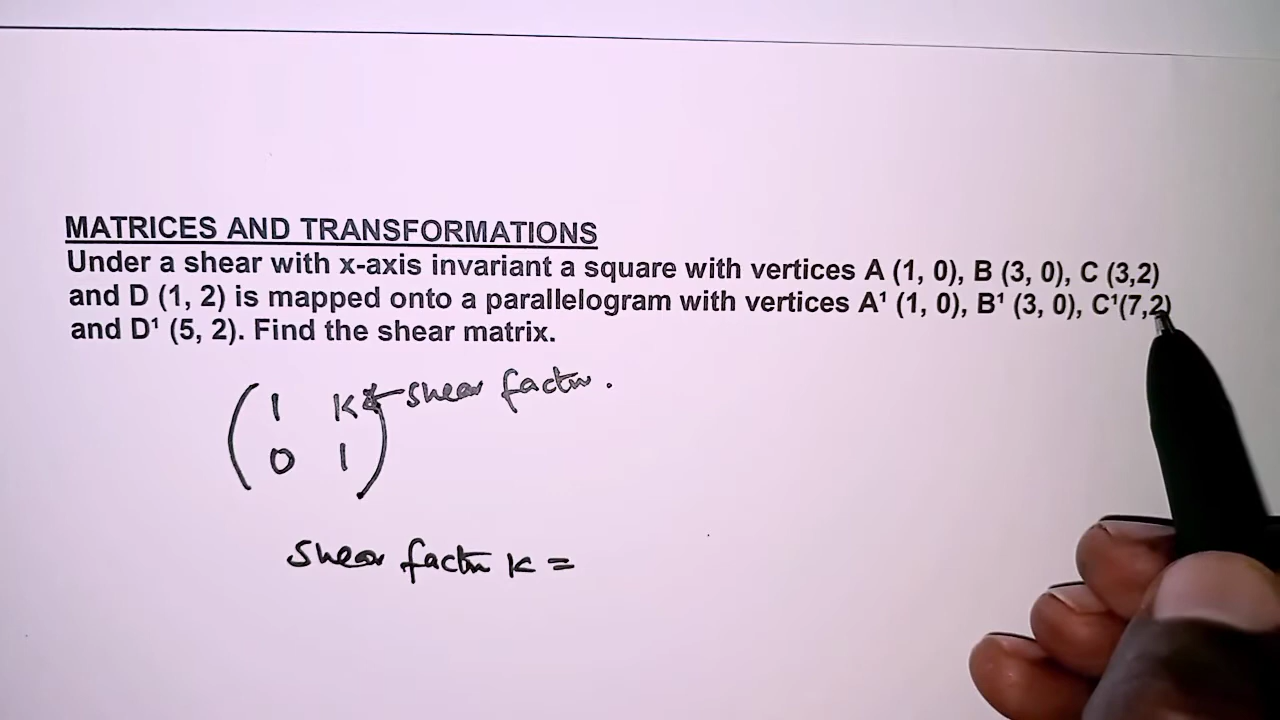 MATRICES AND TRANSFORMATIONS
Under a shear with x-axis invariant a square with vertices A (1, 0), B (3, 0), C (3,2)
and D (1, 2) is mapped onto a parallelogram with vertices A¹ (1, 0), B¹ (3, 0), C¹(7,2)
and D¹ (5, 2). Find the shear matrix.
1 K ← shear factor.
0 1
Shear factor K =